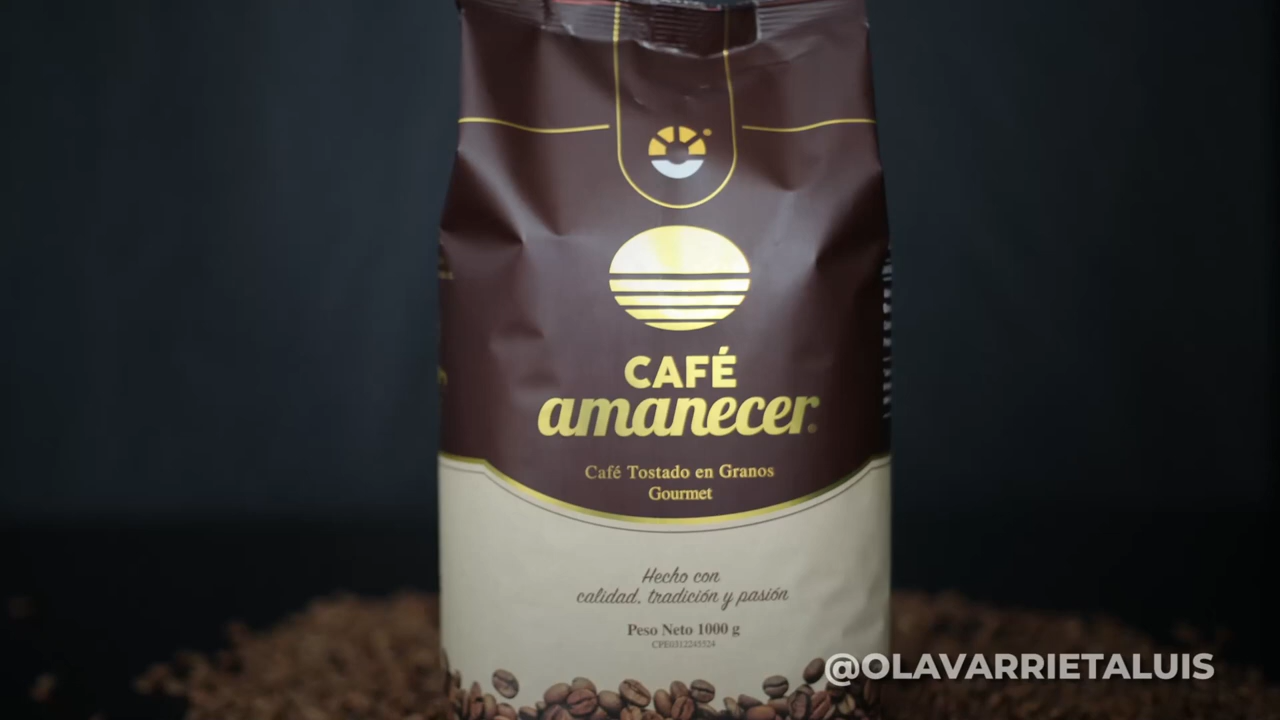 CAFÉ
amanecer®
Café Tostado en Granos
Gourmet
Hecho con
calidad, tradición y pasión
Peso Neto 1000 g
@OLAVARRIETALUIS